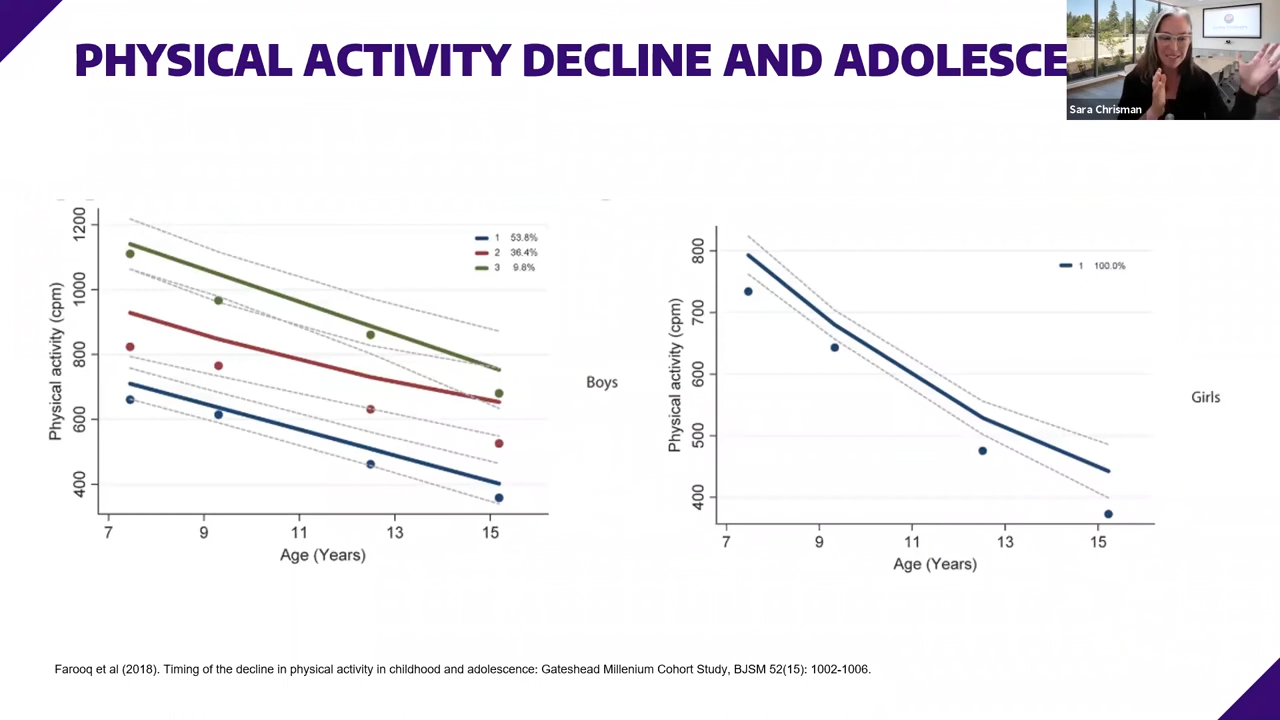 PHYSICAL ACTIVITY DECLINE AND ADOLESCE
Sara Chrisman
Physical activity (cpm)
1200
1000
800
600
400
7 9 11 13 15
Age (Years)
1 53.8%
2 36.4%
3 9.8%
Boys
Physical activity (cpm)
800
700
600
500
400
7 9 11 13 15
Age (Years)
1 100.0%
Girls
Farooq et al (2018). Timing of the decline in physical activity in childhood and adolescence: Gateshead Millenium Cohort Study, BJSM 52(15): 1002-1006.